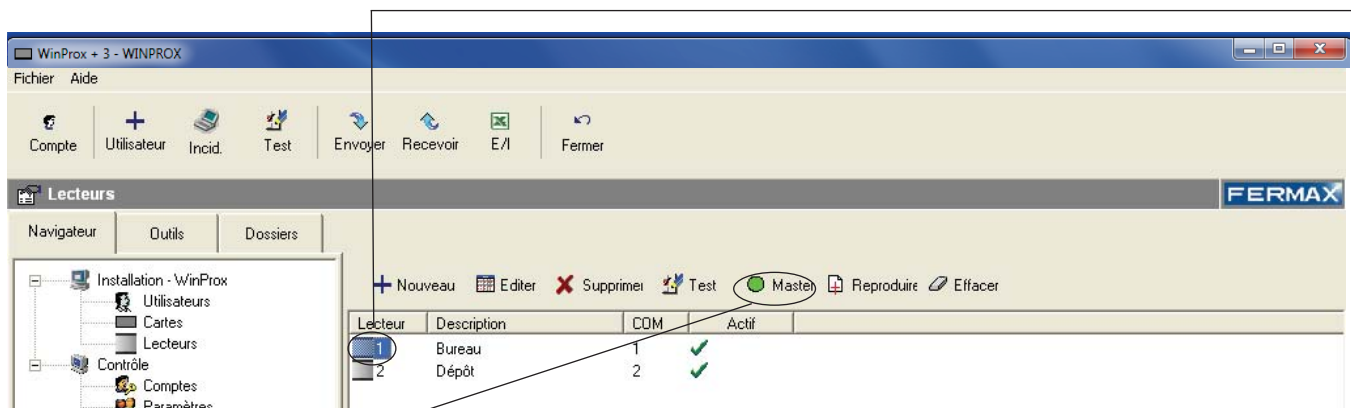 WinProx + 3 - WINPROX
Fichier Aide
Compte Utilisateur Incid. Test Envoyer Recevoir E/I Fermer
Lecteurs
FERMAX
Navigateur Outils Dossiers
Installation - WinProx
Utilisateurs
Cartes
Lecteurs
Contrôle
Comptes
Paramètres
Nouveau Editer Supprimer Test Master Reproduire Effacer
Lecteur Description COM Actif
1 Bureau 1
2 Dépôt 2